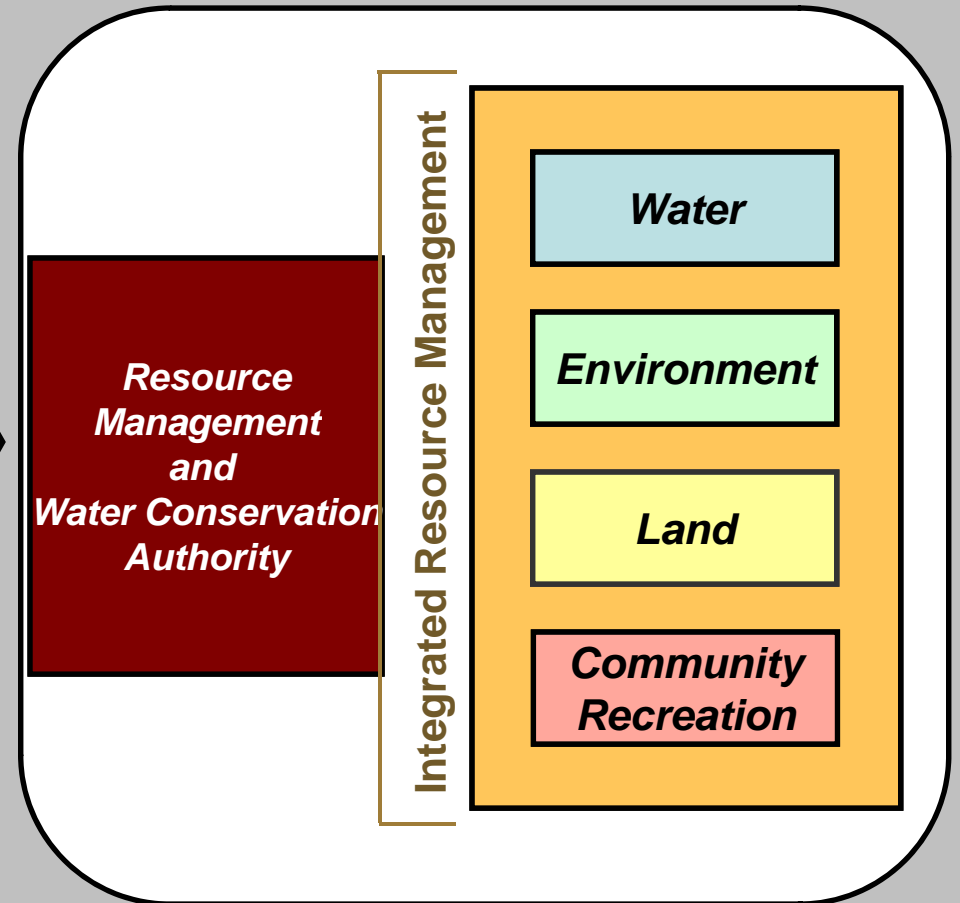 Resource
Management
and
Water Conservation
Authority
Integrated Resource Management
Water
Environment
Land
Community
Recreation